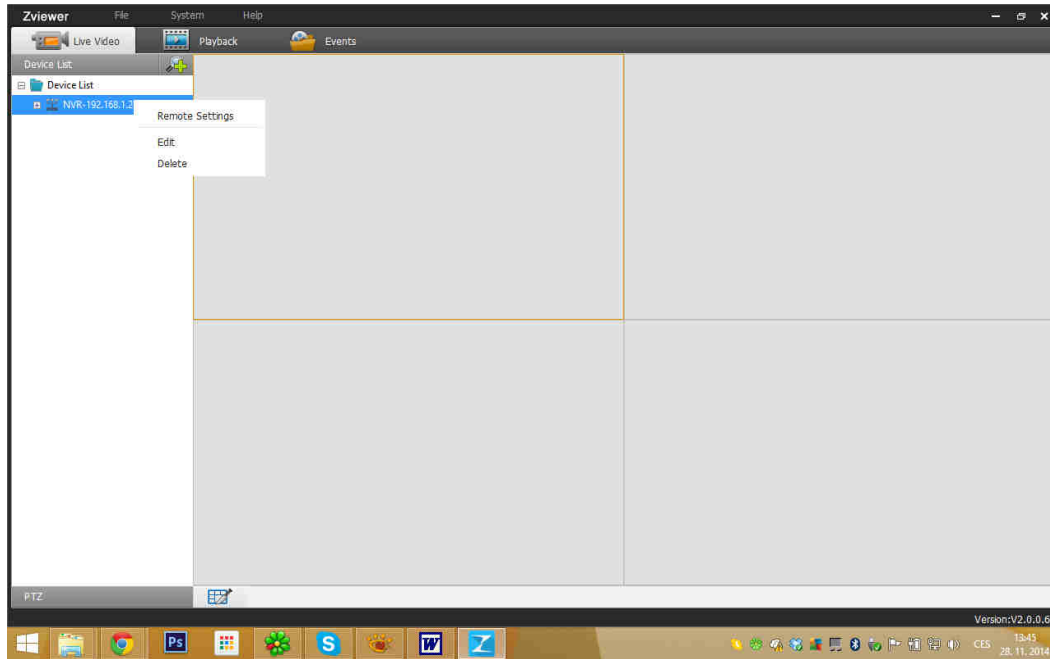 Zviewer File System Help
Live Video Playback Events
Device List
Device List
NVR-192.168.1.2
Remote Settings
Edit
Delete
PTZ
Version:V2.0.0.6
Ps S W Z CES 13:45
28. 11. 2014